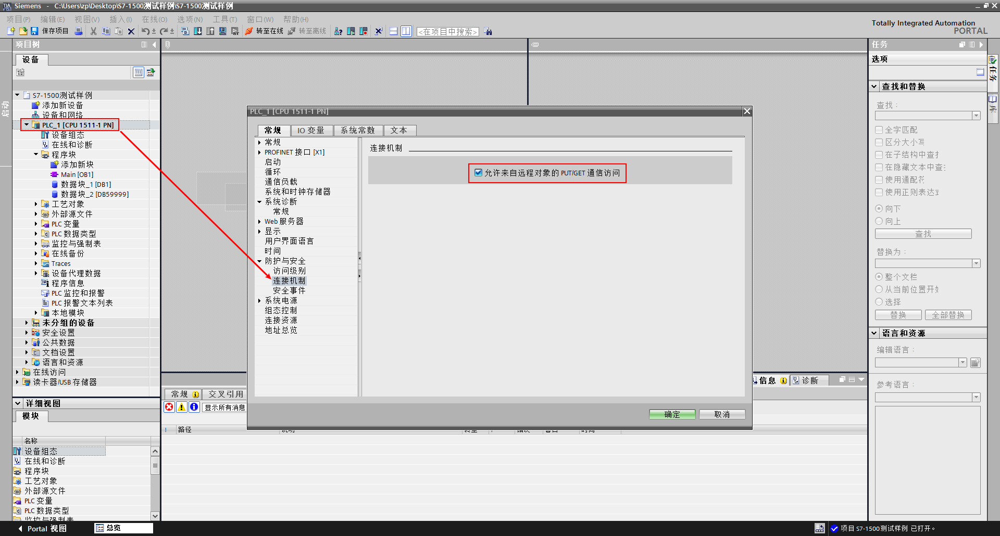 Siemens - C:\Users\zp\Desktop\S7-1500测试样例\S7-1500测试样例
项目(P) 编辑(E) 视图(V) 插入(I) 在线(O) 选项(N) 工具(T) 窗口(W) 帮助(H)
Totally Integrated Automation
PORTAL
保存项目 转至在线 转至离线 <在项目中搜索>
项目树
设备
启动
S7-1500测试样例
添加新设备
设备和网络
PLC_1 [CPU 1511-1 PN]
设备组态
在线和诊断
程序块
添加新块
Main [OB1]
数据块_1 [DB1]
数据块_2 [DB59999]
工艺对象
外部源文件
PLC 变量
PLC 数据类型
监控与强制表
在线备份
Traces
设备代理数据
程序信息
PLC 监控和报警
PLC 报警文本列表
本地模块
未分组的设备
安全设置
公共数据
文档设置
语言和资源
在线访问
读卡器/USB 存储器
详细视图
模块
名称
设备组态
在线和诊断
程序块
工艺对象
外部源文件
PLC 变量
PLC 数据类型
监控与强制表
PLC_1 [CPU 1511-1 PN]
常规 IO 变量 系统常数 文本
常规
PROFINET 接口 [X1]
启动
循环
通信负载
系统和时钟存储器
系统诊断
常规
Web 服务器
显示
用户界面语言
时间
防护与安全
访问级别
连接机制
安全事件
系统电源
组态控制
连接资源
地址总览
连接机制
允许来自远程对象的 PUT/GET 通信访问
确定 取消
信息 诊断
常规 交叉引用
显示所有消息
! 路径
任务
选项
查找和替换
查找：
全字匹配
区分大小写
在子结构中查
在隐藏文本中查
使用通配符
使用正则表达式
向下
向上
查找
替换为：
整个文档
从当前位置开
选择
替换 全部替换
语言和资源
编辑语言：
参考语言：
任务
库
Portal 视图 总览
项目 S7-1500测试样例 已打开。